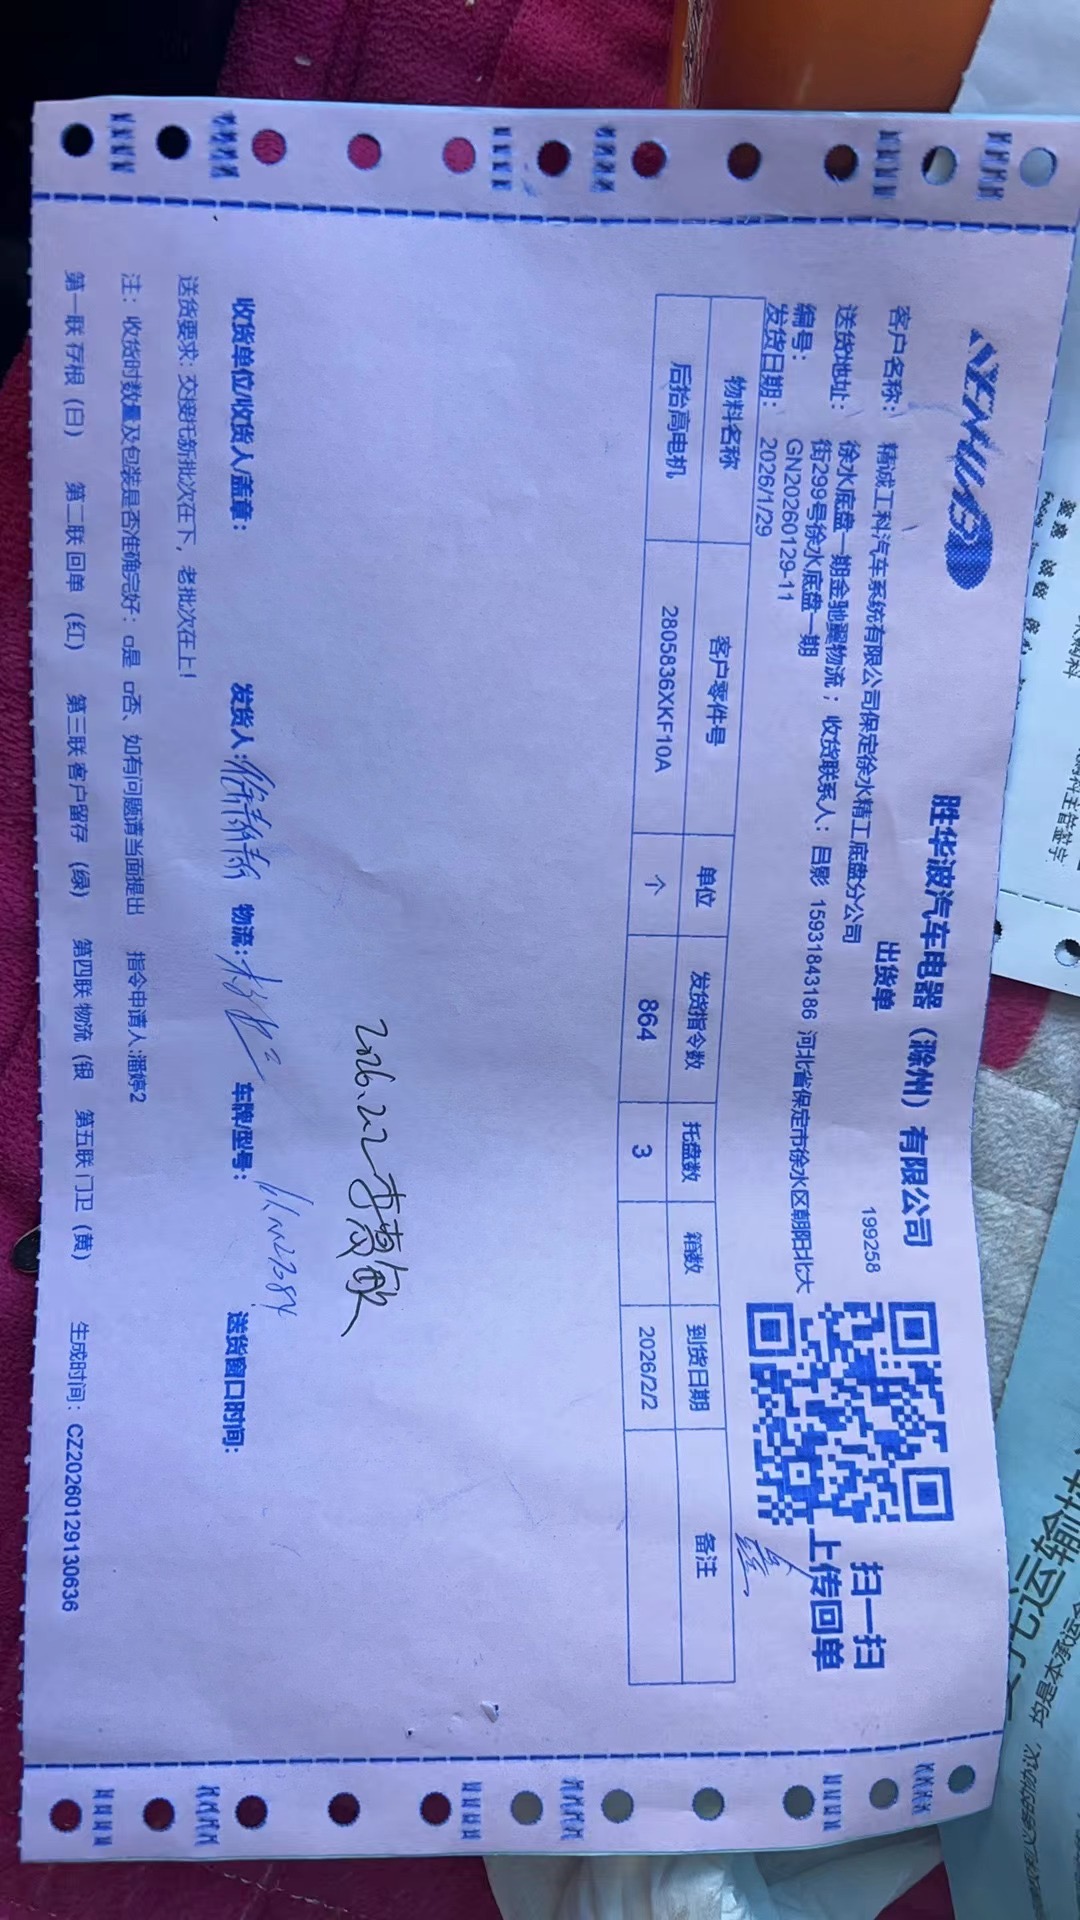 SHENGHUABO
胜华波汽车电器（滁州）有限公司
出货单
199258
扫一扫
上传回单
客户名称： 精诚工科汽车系统有限公司保定徐水精工底盘分公司
送货地址： 徐水底盘一期金驰翼物流；收货联系人：吕影 15931843186 河北省保定市徐水区朝阳北大
街299号徐水底盘一期
编号： GN20260129-11
发货日期： 2026/1/29
物料名称 客户零件号 单位 发货指令数 托盘数 箱数 到货日期 备注
后抬高电机 2805836XKF10A 个 864 3 2026/2/2
2026.2.2 李慧敏
收货单位/收货人/盖章： 发货人： 物流： 车牌/型号： 送货窗口时间：
送货要求：交接托新批次在下，老批次在上！
注：收货时数量及包装是否准确完好：□是 □否、如有问题请当面提出 指令申请人:潘婷2
第一联 存根（白） 第二联 回单（红） 第三联 客户留存（绿） 第四联 物流（银 第五联 门卫（黄） 生成时间：CZ20260129130636